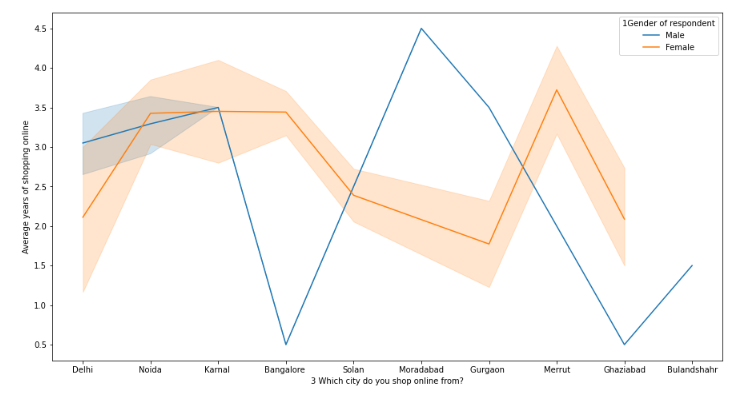 1Gender of respondent
Male
Female
Average years of shopping online
4.5
4.0
3.5
3.0
2.5
2.0
1.5
1.0
0.5
Delhi Noida Karnal Bangalore Solan Moradabad Gurgaon Merrut Ghaziabad Bulandshahr
3 Which city do you shop online from?